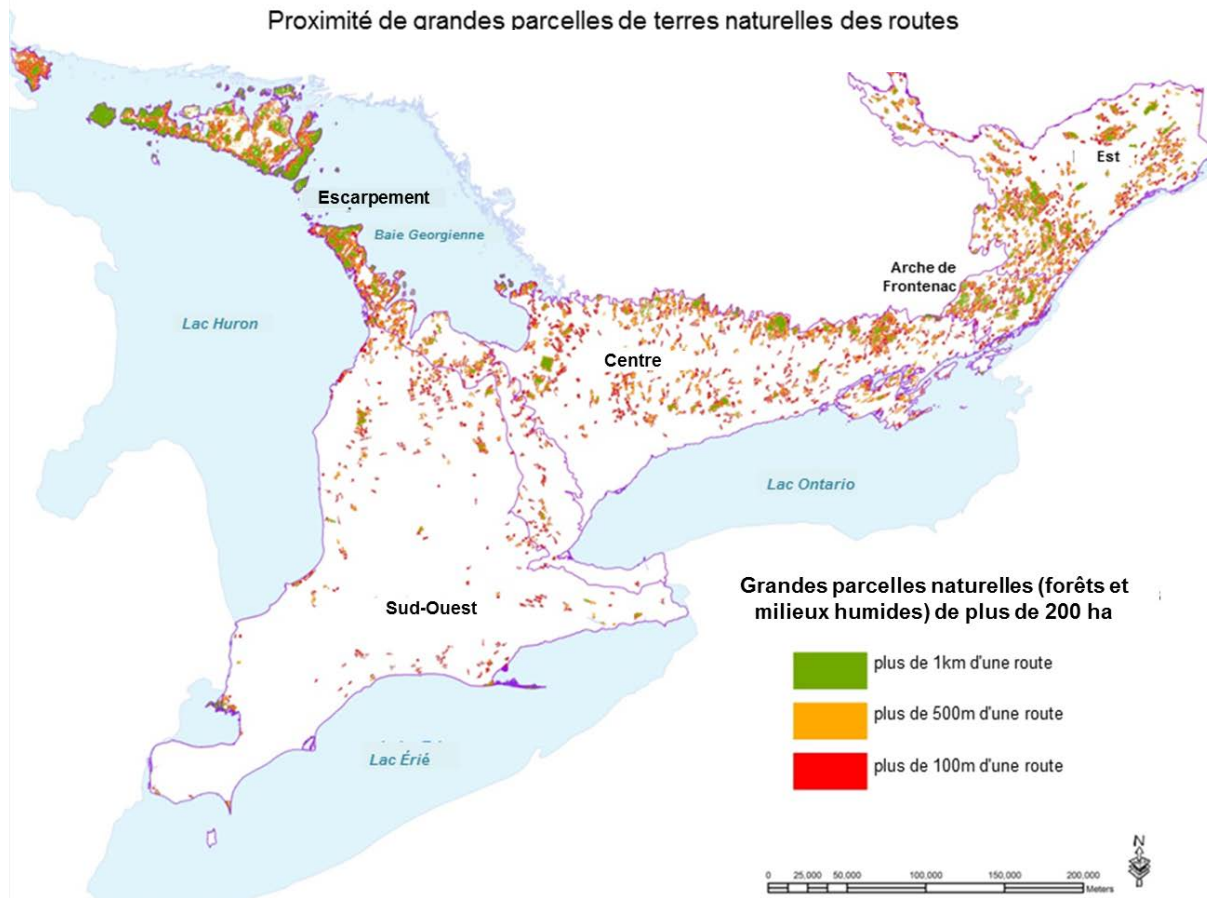 Proximité de grandes parcelles de terres naturelles des routes
Est
Escarpement
Baie Georgienne
Arche de
Frontenac
Lac Huron
Centre
Lac Ontario
Grandes parcelles naturelles (forêts et
milieux humides) de plus de 200 ha
Sud-Ouest
plus de 1km d'une route
plus de 500m d'une route
Lac Érié
plus de 100m d'une route
N
0 25,000 50,000 100,000 150,000 200,000
Meters